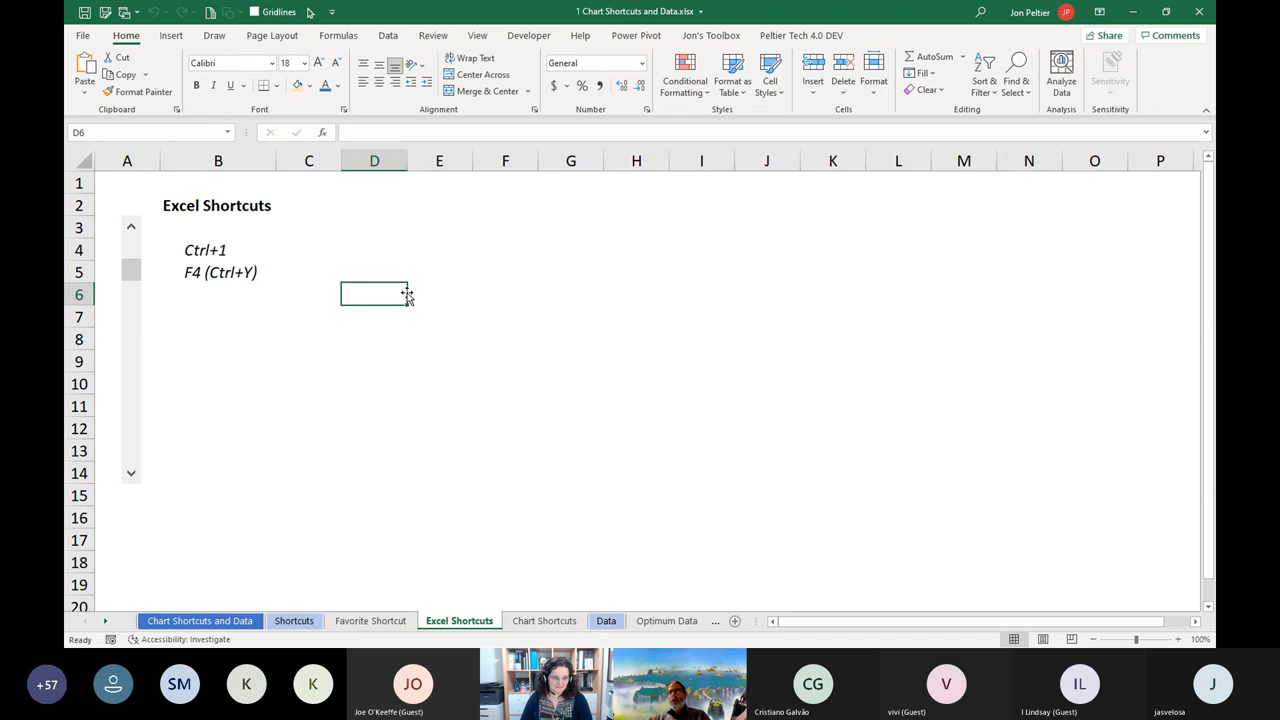 Gridlines
1 Chart Shortcuts and Data.xlsx
Jon Peltier
JP
File Home Insert Draw Page Layout Formulas Data Review View Developer Help Power Pivot Jon's Toolbox Peltier Tech 4.0 DEV
Share
Comments
Paste
Cut
Copy
Format Painter
Clipboard
Calibri
18
B I U
Font
Wrap Text
Center Across
Merge & Center
Alignment
General
$ % ,
Number
Conditional Formatting
Format as Table
Cell Styles
Styles
Insert
Delete
Format
Cells
AutoSum
Fill
Clear
Sort & Filter
Find & Select
Editing
Analyze Data
Analysis
Sensitivity
Sensitivity
D6
fx
A B C D E F G H I J K L M N O P
1
2 Excel Shortcuts
3
4 Ctrl+1
5 F4 (Ctrl+Y)
6
7
8
9
10
11
12
13
14
15
16
17
18
19
20
Chart Shortcuts and Data Shortcuts Favorite Shortcut Excel Shortcuts Chart Shortcuts Data Optimum Data ...
Ready
Accessibility: Investigate
100%
+57 SM K K JO CG V IL J
Joe O'Keeffe (Guest) Cristiano Galvão vivi (Guest) I Lindsay (Guest) jasvelosa